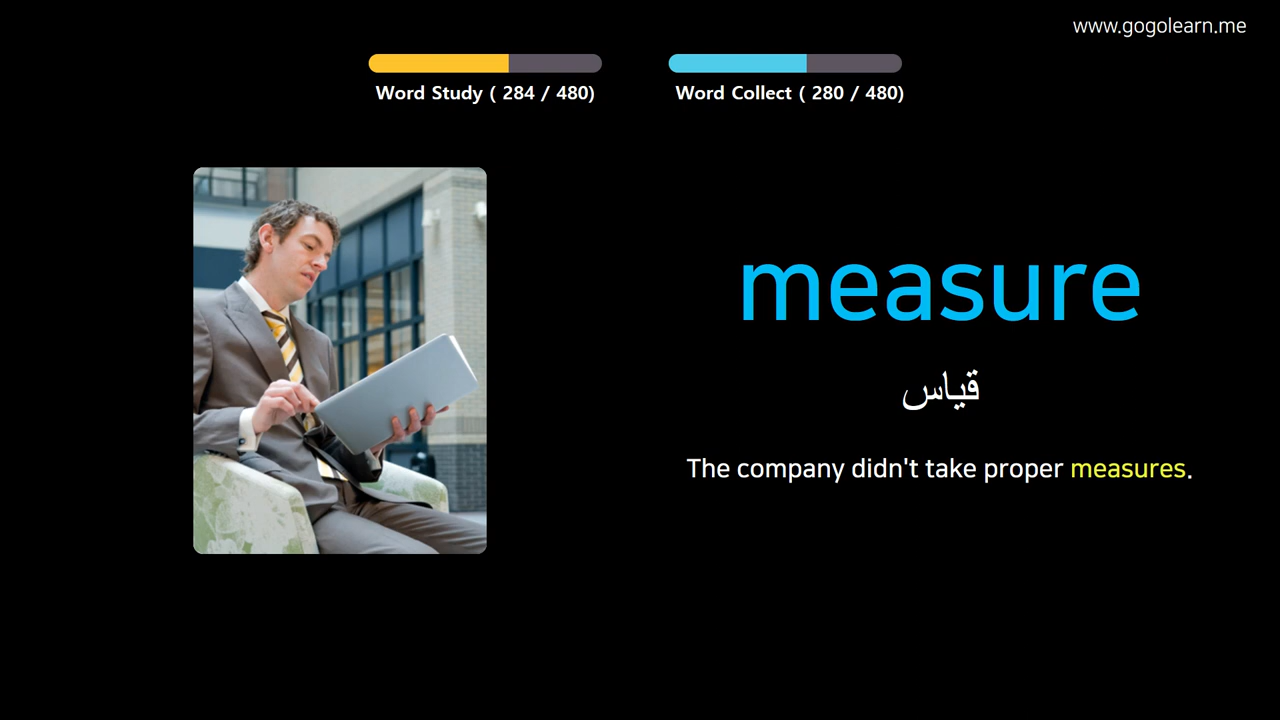 www.gogolearn.me
Word Study ( 284 / 480)
Word Collect ( 280 / 480)
measure
قياس
The company didn't take proper measures.